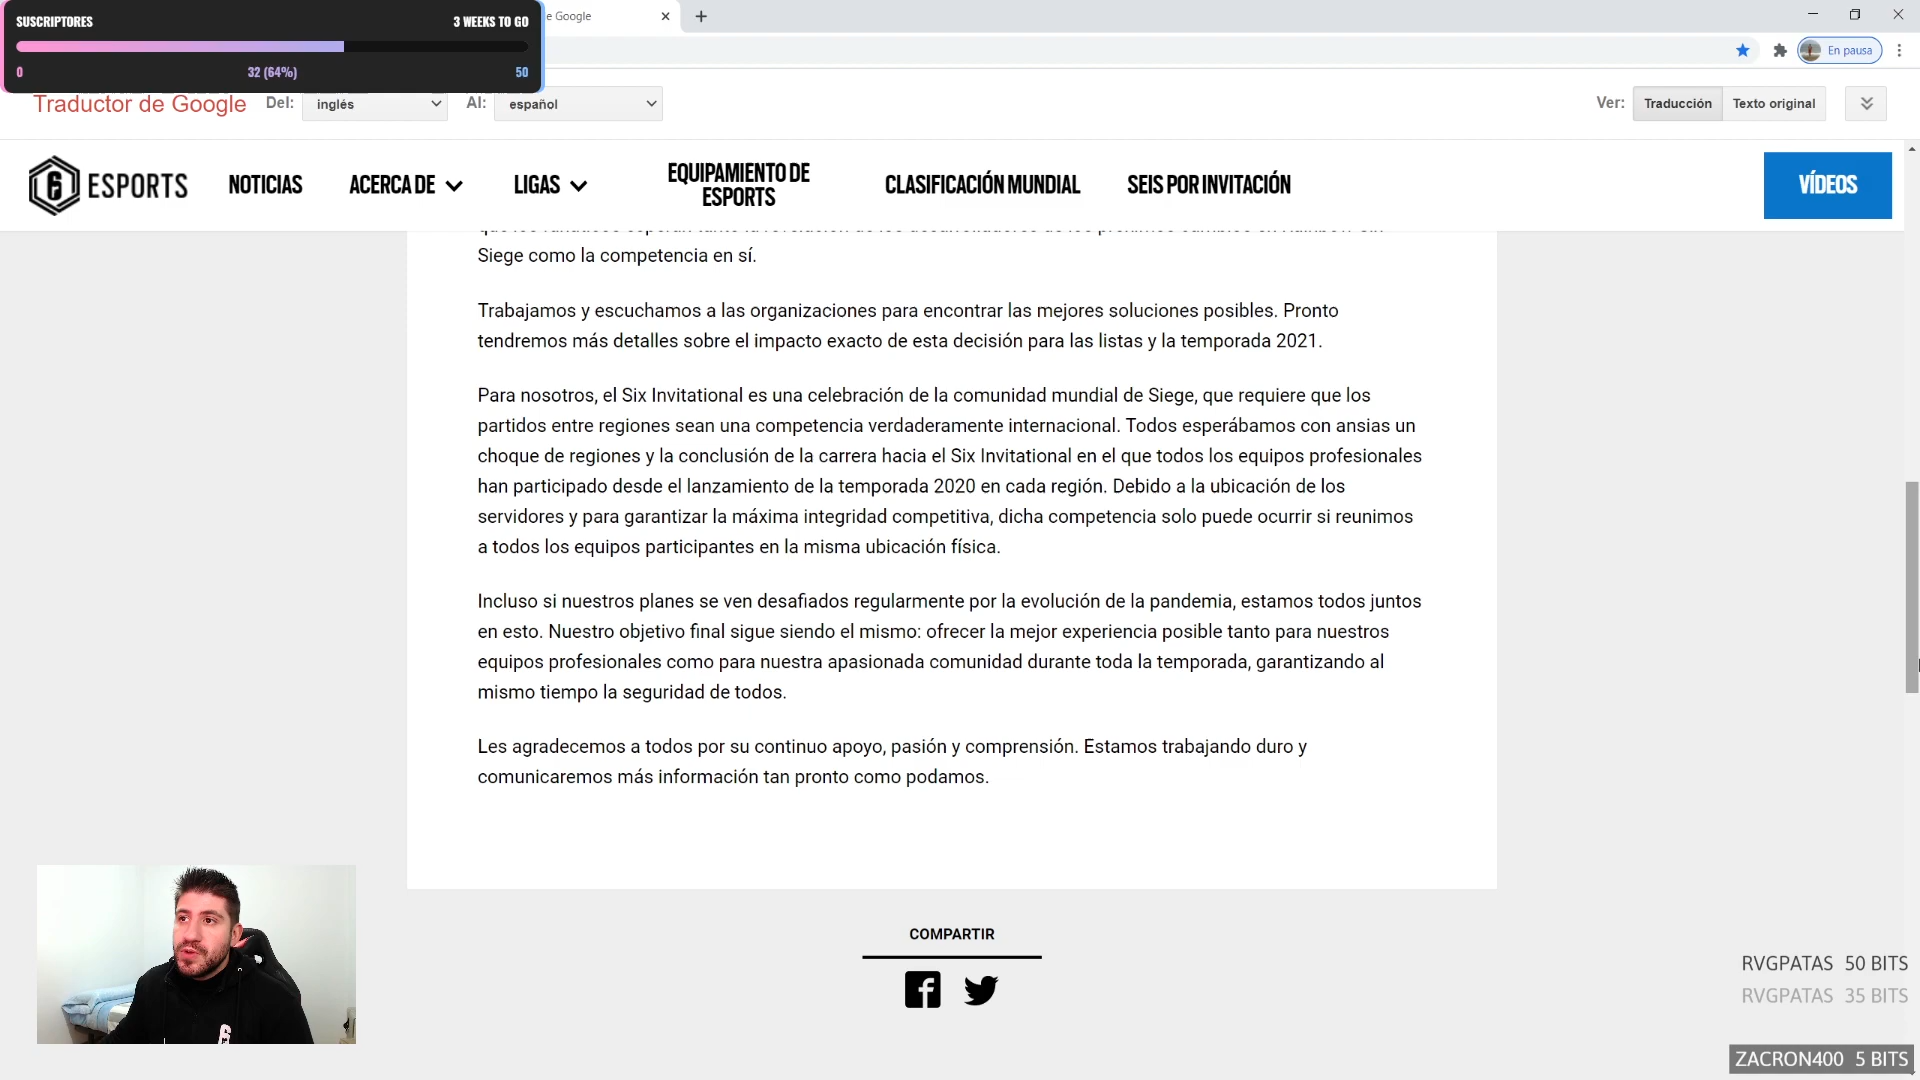 SUSCRIPTORES 3 WEEKS TO GO
0 32 (64%) 50
e Google
En pausa
Traductor de Google Del: inglés Al: español Ver: Traducción Texto original
6 ESPORTS NOTICIAS ACERCA DE LIGAS EQUIPAMIENTO DE ESPORTS CLASIFICACIÓN MUNDIAL SEIS POR INVITACIÓN VÍDEOS
Siege como la competencia en sí.
Trabajamos y escuchamos a las organizaciones para encontrar las mejores soluciones posibles. Pronto
tendremos más detalles sobre el impacto exacto de esta decisión para las listas y la temporada 2021.
Para nosotros, el Six Invitational es una celebración de la comunidad mundial de Siege, que requiere que los
partidos entre regiones sean una competencia verdaderamente internacional. Todos esperábamos con ansias un
choque de regiones y la conclusión de la carrera hacia el Six Invitational en el que todos los equipos profesionales
han participado desde el lanzamiento de la temporada 2020 en cada región. Debido a la ubicación de los
servidores y para garantizar la máxima integridad competitiva, dicha competencia solo puede ocurrir si reunimos
a todos los equipos participantes en la misma ubicación física.
Incluso si nuestros planes se ven desafiados regularmente por la evolución de la pandemia, estamos todos juntos
en esto. Nuestro objetivo final sigue siendo el mismo: ofrecer la mejor experiencia posible tanto para nuestros
equipos profesionales como para nuestra apasionada comunidad durante toda la temporada, garantizando al
mismo tiempo la seguridad de todos.
Les agradecemos a todos por su continuo apoyo, pasión y comprensión. Estamos trabajando duro y
comunicaremos más información tan pronto como podamos.
COMPARTIR
RVGPATAS 50 BITS
RVGPATAS 35 BITS
ZACRON400 5 BITS